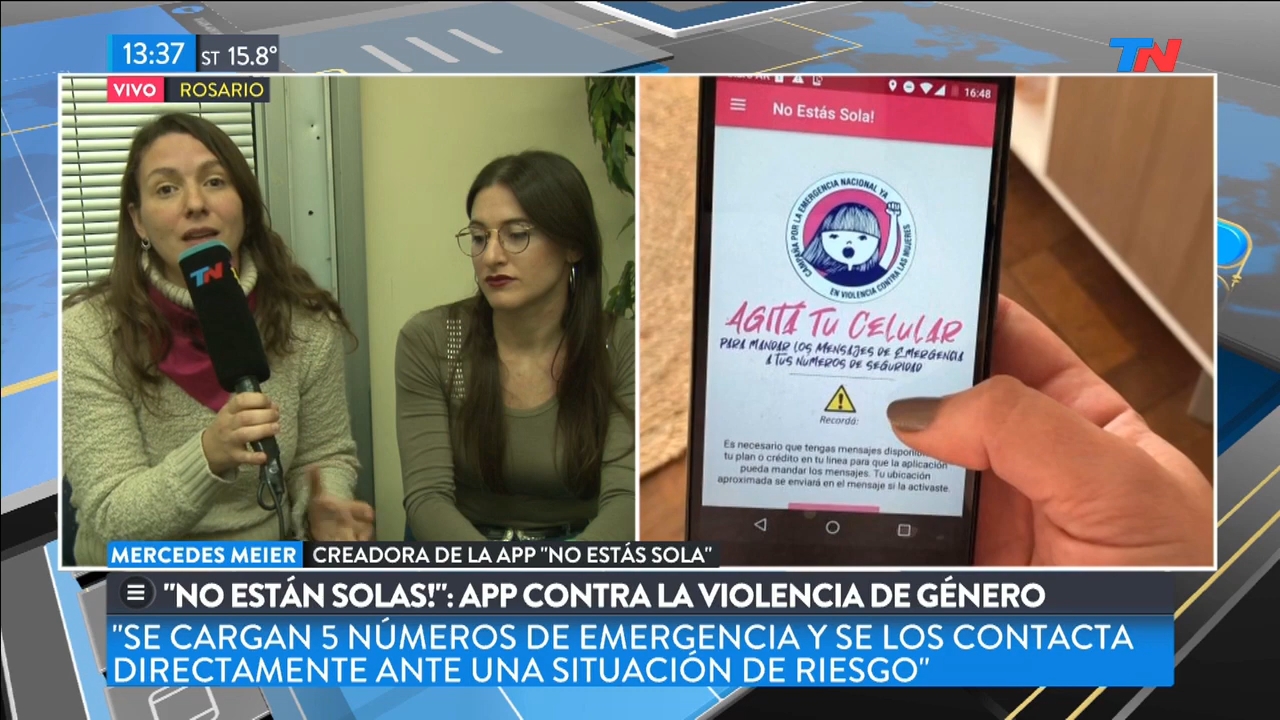 13:37
ST 15.8°
TN
VIVO
ROSARIO
TN
16:48
No Estás Sola!
CAMPAÑA POR LA EMERGENCIA NACIONAL YA
EN VIOLENCIA CONTRA LAS MUJERES
AGITÁ TU CELULAR
PARA MANDAR LOS MENSAJES DE EMERGENCIA
A TUS NÚMEROS DE SEGURIDAD
Recordá:
Es necesario que tengas mensajes
tu plan o crédito en tu línea para que la aplicación
pueda mandar los mensajes. Tu ubicación
aproximada se enviará en el mensaje si la activaste.
MERCEDES MEIER
CREADORA DE LA APP "NO ESTÁS SOLA"
"NO ESTÁN SOLAS!": APP CONTRA LA VIOLENCIA DE GÉNERO
"SE CARGAN 5 NÚMEROS DE EMERGENCIA Y SE LOS CONTACTA
DIRECTAMENTE ANTE UNA SITUACIÓN DE RIESGO"